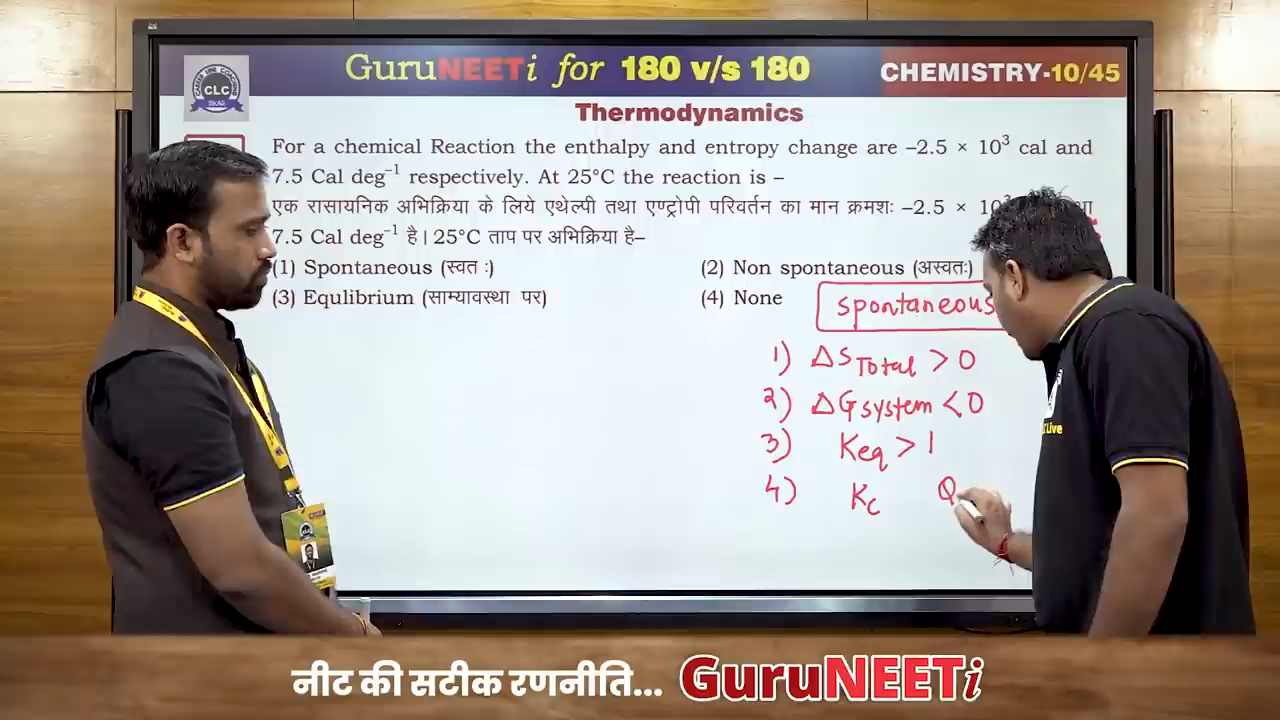 GuruNEETi for 180 v/s 180
CHEMISTRY-10/45
CLC
SIKAR
Thermodynamics
For a chemical Reaction the enthalpy and entropy change are –2.5 × 10³ cal and
7.5 Cal deg⁻¹ respectively. At 25°C the reaction is –
एक रासायनिक अभिक्रिया के लिये एथेल्पी तथा एण्ट्रोपी परिवर्तन का मान क्रमशः –2.5 × 10³
7.5 Cal deg⁻¹ है। 25°C ताप पर अभिक्रिया है–
(1) Spontaneous (स्वत :)
(2) Non spontaneous (अस्वतः)
(3) Equlibrium (साम्यावस्था पर)
(4) None
spontaneous
1) ΔS Total > 0
2) ΔG system < 0
3) Keq > 1
4) Kc Q
Live
नीट की सटीक रणनीति... GuruNEETi